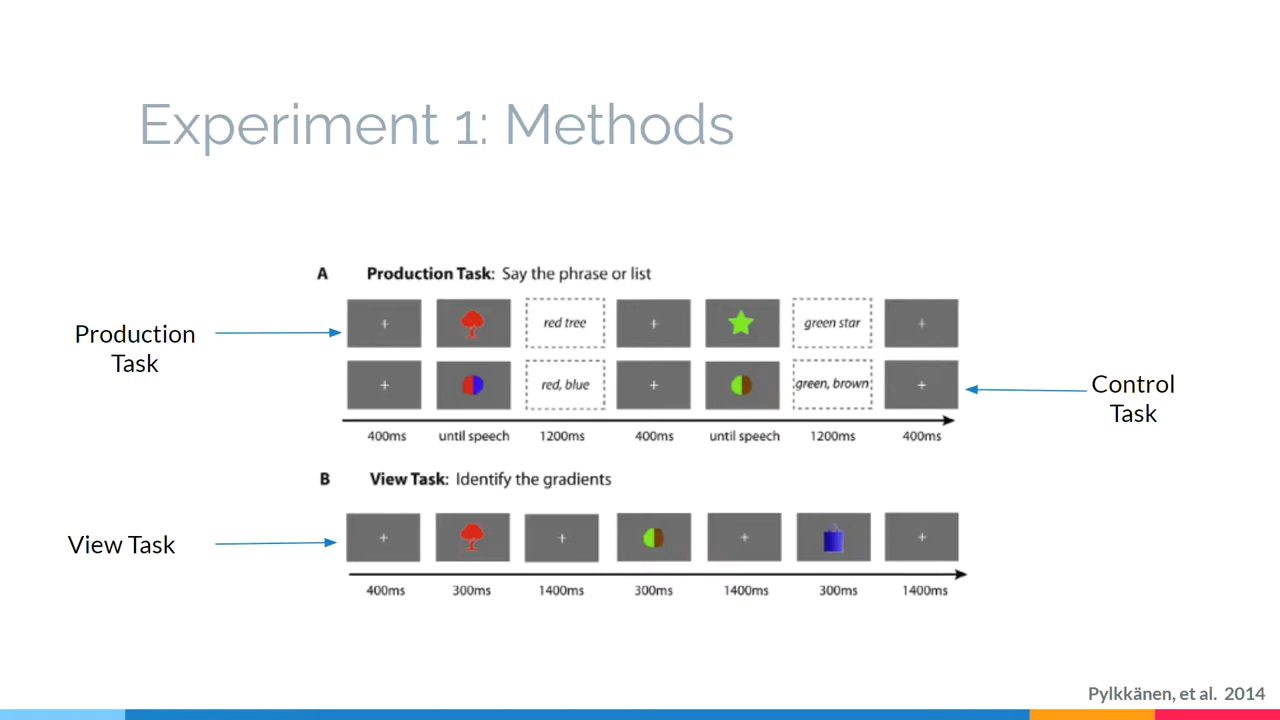 Experiment 1: Methods
A Production Task: Say the phrase or list
Production
Task
red tree
green star
red, blue
green, brown
Control
Task
400ms until speech 1200ms 400ms until speech 1200ms 400ms
B View Task: Identify the gradients
View Task
400ms 300ms 1400ms 300ms 1400ms 300ms 1400ms
Pylkkänen, et al. 2014